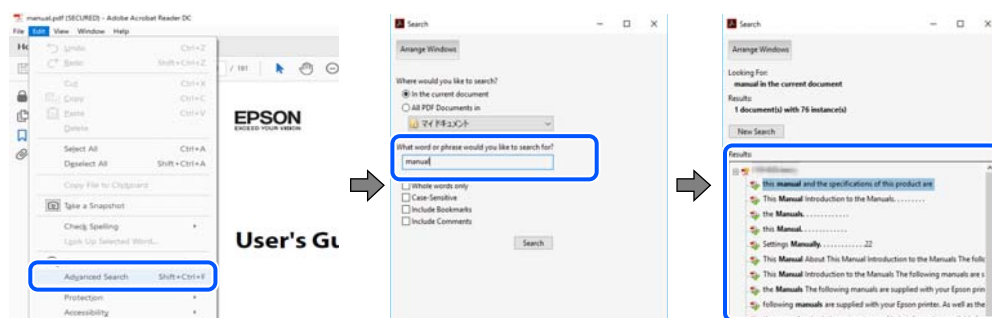 manual.pdf (SECURED) - Adobe Acrobat Reader DC
File Edit View Window Help
Undo Ctrl+Z
Redo Shift+Ctrl+Z
Cut Ctrl+X
Copy Ctrl+C
Paste Ctrl+V
Delete
Select All Ctrl+A
Deselect All Shift+Ctrl+A
Copy File to Clipboard
Take a Snapshot
Check Spelling
Look Up Selected Word...
Advanced Search Shift+Ctrl+F
Protection
Accessibility
/ 181
EPSON
EXCEED YOUR VISION
User's Gu
Search
Arrange Windows
Where would you like to search?
In the current document
All PDF Documents in
マイ ドキュメント
What word or phrase would you like to search for?
manual
Whole words only
Case-Sensitive
Include Bookmarks
Include Comments
Search
Search
Arrange Windows
Looking For:
manual in the current document
Results:
1 document(s) with 76 instance(s)
New Search
Results:
this manual and the specifications of this product are
This Manual Introduction to the Manuals. . . . . . . . .
the Manuals. . . . . . . . . . . . .
this Manual. . . . . . . . . . . .
Settings Manually. . . . . . . . . . . .22
This Manual About This Manual Introduction to the Manuals The follo
This Manual Introduction to the Manuals The following manuals are s
the Manuals The following manuals are supplied with your Epson prin
following manuals are supplied with your Epson printer. As well as the